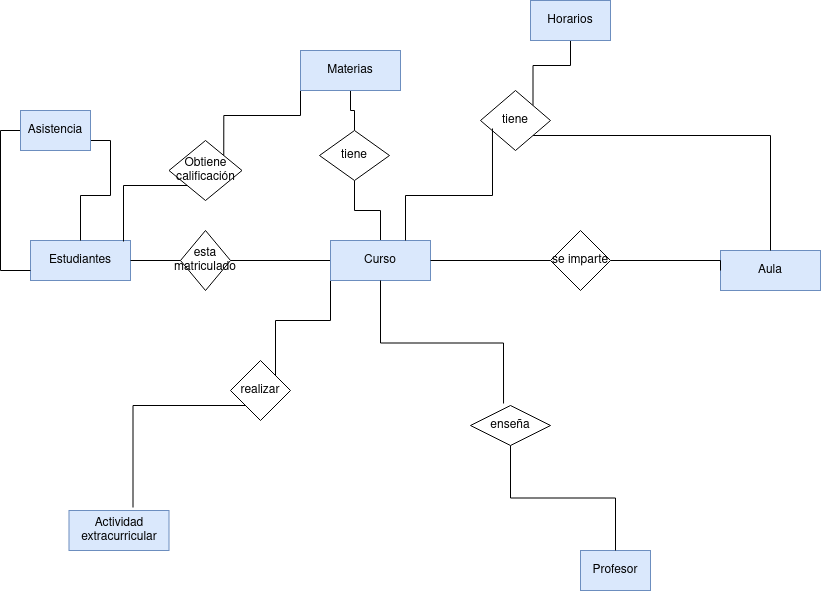 Horarios
Materias
tiene
Asistencia
tiene
Obtiene
calificación
Estudiantes
esta
matriculado
Curso
se imparte
Aula
realizar
enseña
Actividad
extracurricular
Profesor